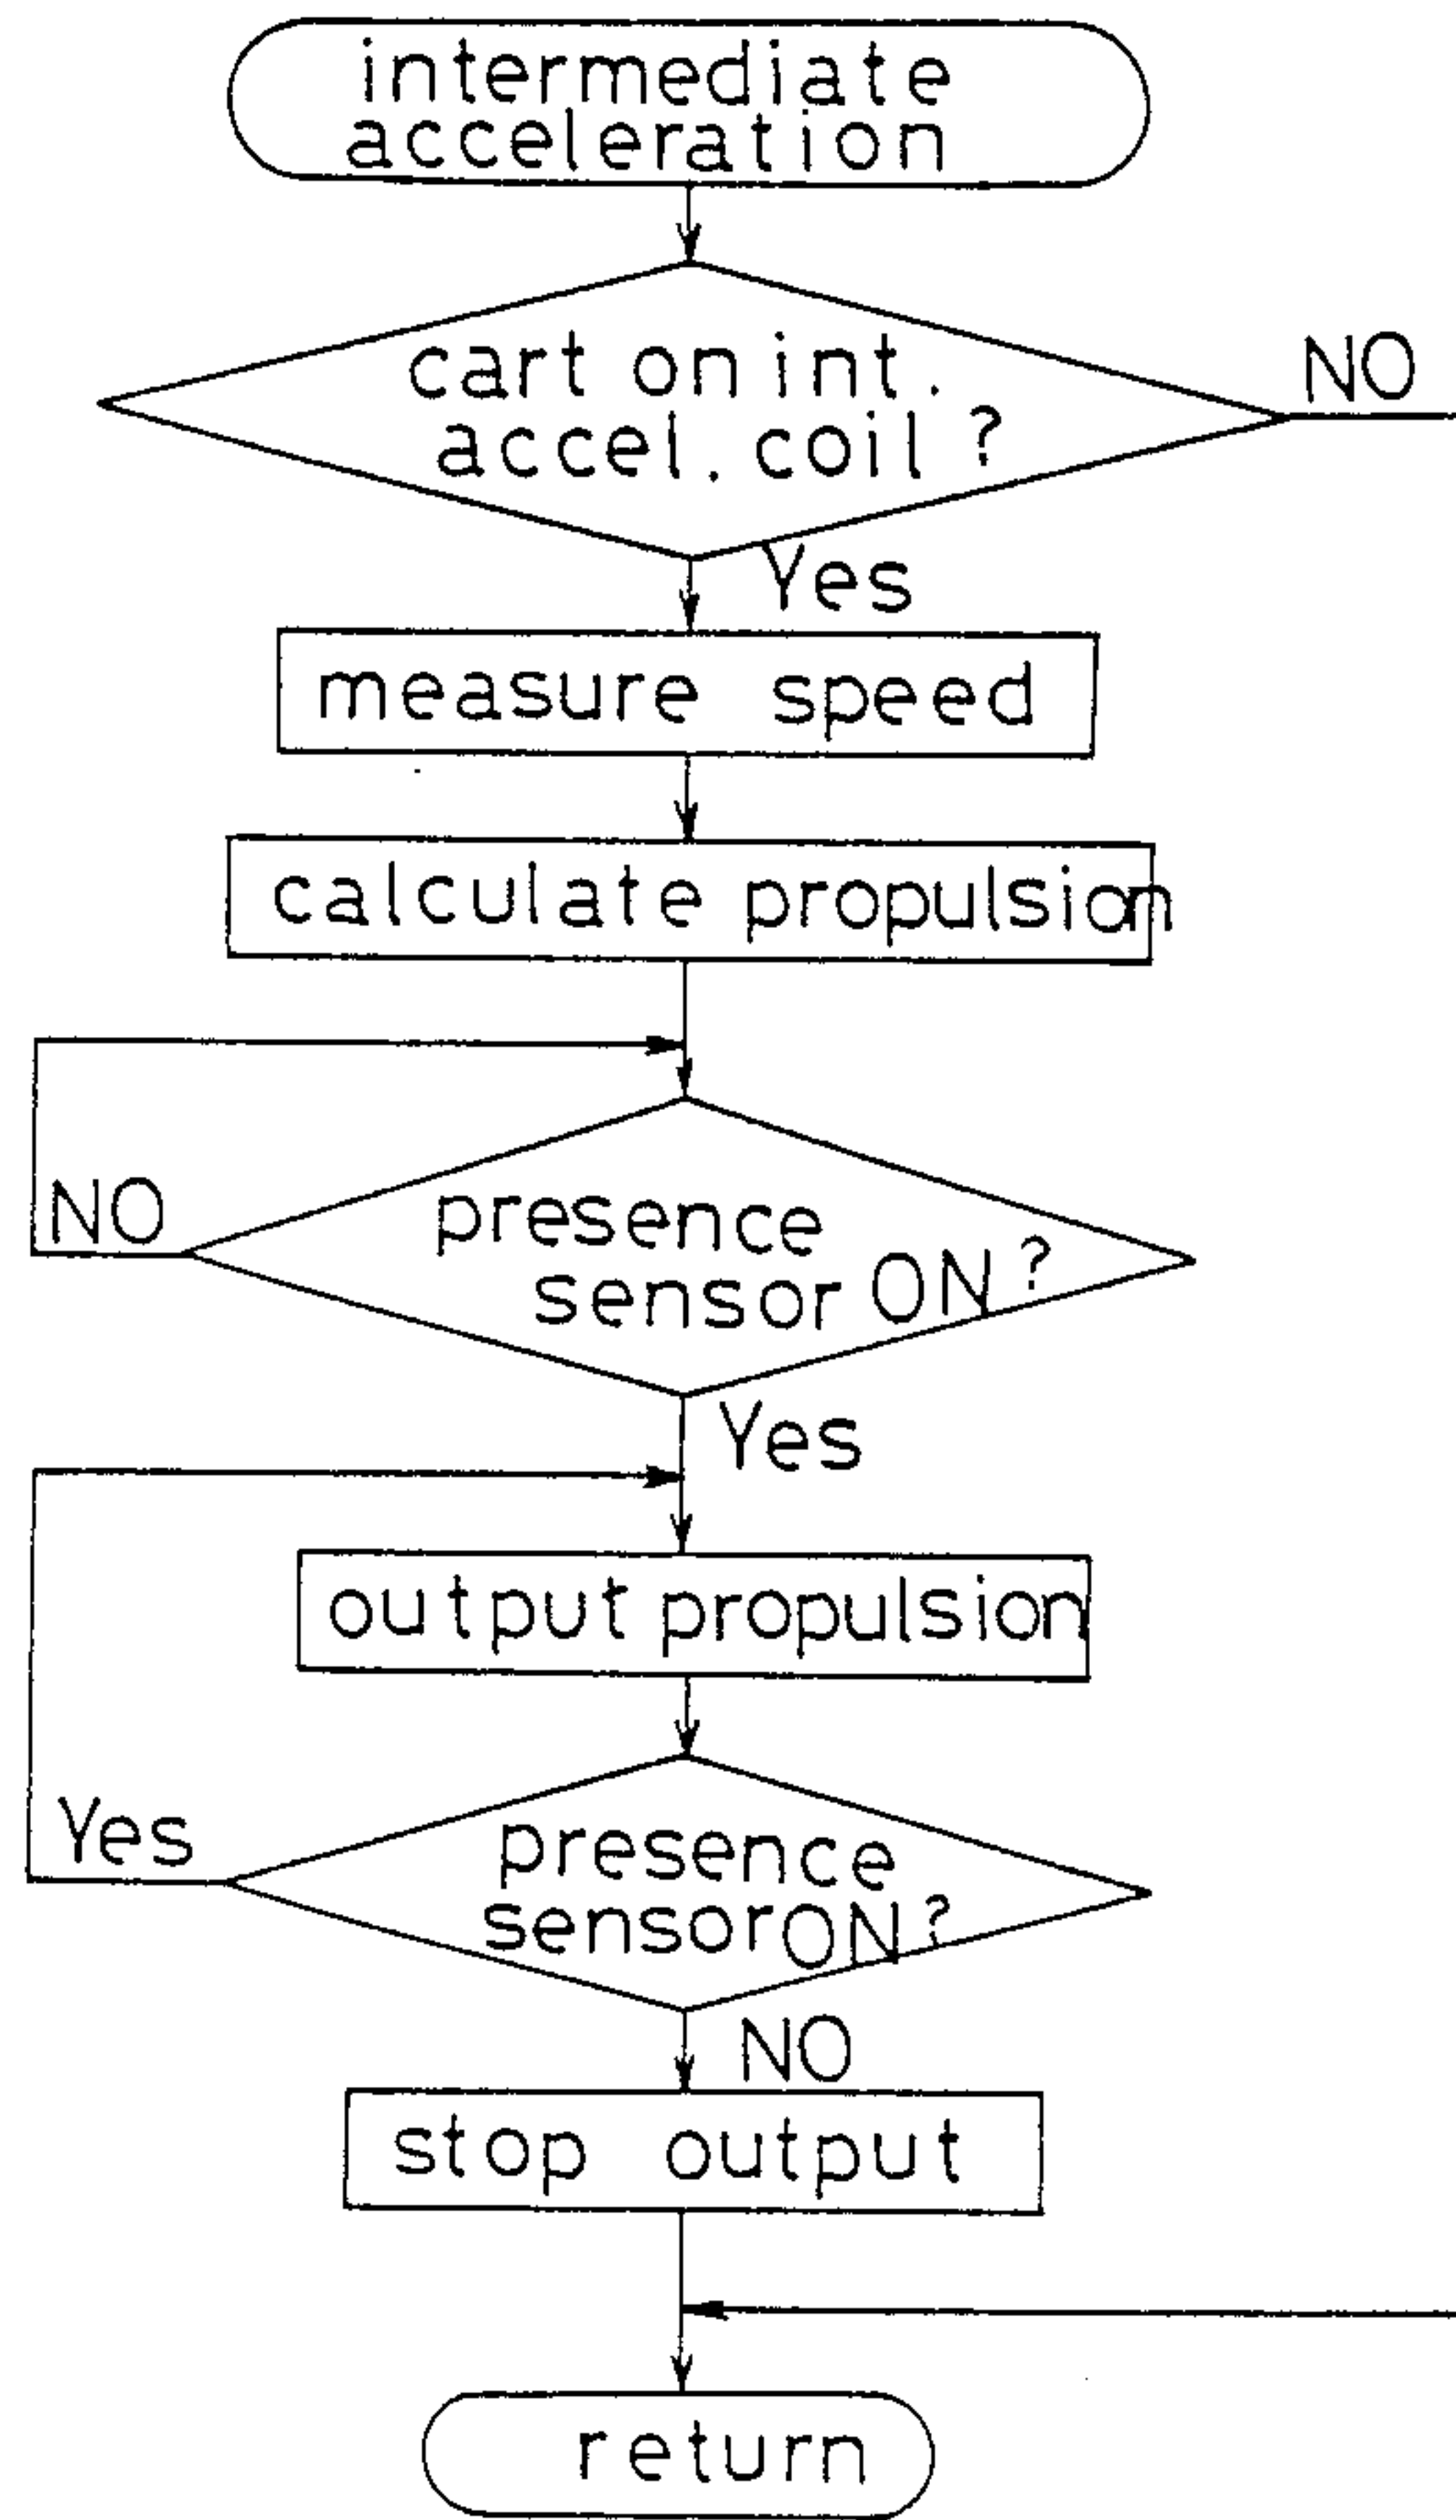 intermediate
acceleration
cart on int.
accel. coil ?
NO
Yes
measure speed
calculate propulsion
NO
presence
sensor ON ?
Yes
output propulsion
Yes
presence
sensor ON ?
NO
stop output
return